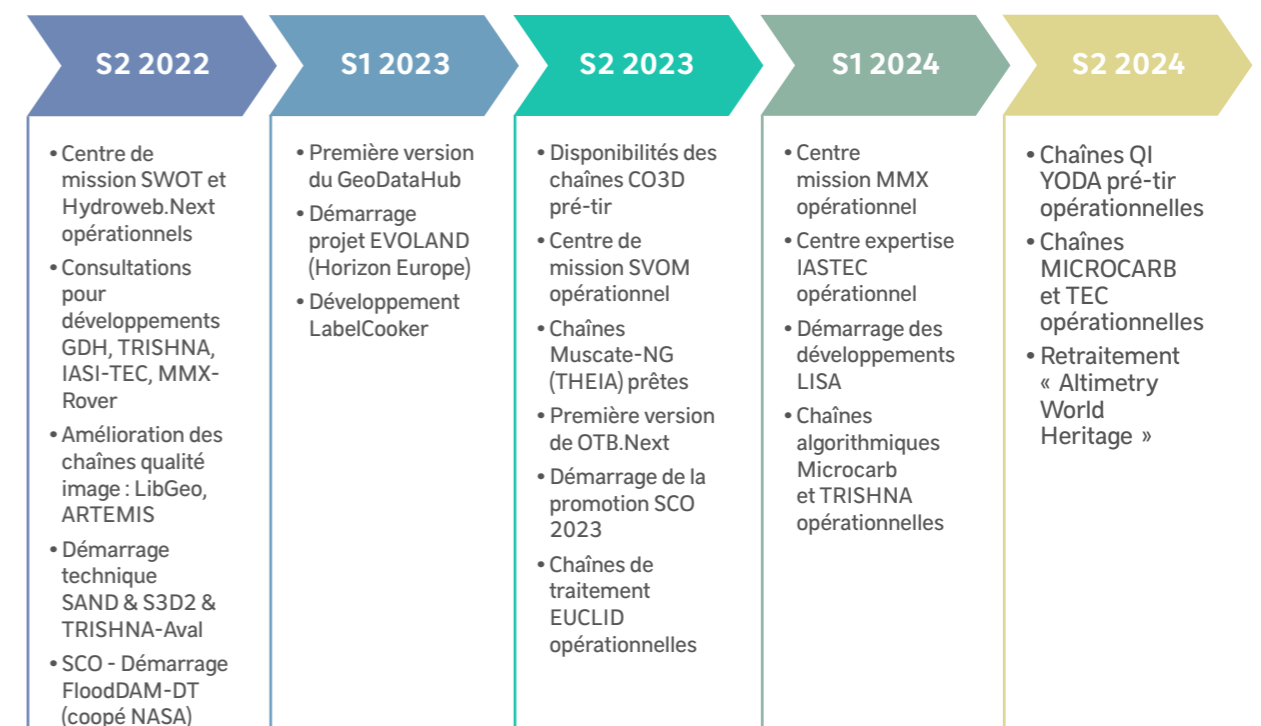 S2 2022
• Centre de
mission SWOT et
Hydroweb.Next
opérationnels
• Consultations
pour
développements
GDH, TRISHNA,
IASI-TEC, MMX-
Rover
• Amélioration des
chaînes qualité
image : LibGeo,
ARTEMIS
• Démarrage
technique
SAND & S3D2 &
TRISHNA-Aval
• SCO - Démarrage
FloodDAM-DT
(coopé NASA)
S1 2023
• Première version
du GeoDataHub
• Démarrage
projet EVOLAND
(Horizon Europe)
• Développement
LabelCooker
S2 2023
• Disponibilités des
chaînes CO3D
pré-tir
• Centre de
mission SVOM
opérationnel
• Chaînes
Muscate-NG
(THEIA) prêtes
• Première version
de OTB.Next
• Démarrage de la
promotion SCO
2023
• Chaînes de
traitement
EUCLID
opérationnelles
S1 2024
• Centre
mission MMX
opérationnel
• Centre expertise
IASTEC
opérationnel
• Démarrage des
développements
LISA
• Chaînes
algorithmiques
Microcarb
et TRISHNA
opérationnelles
S2 2024
• Chaînes QI
YODA pré-tir
opérationnelles
• Chaînes
MICROCARB
et TEC
opérationnelles
• Retraitement
« Altimetry
World
Heritage »